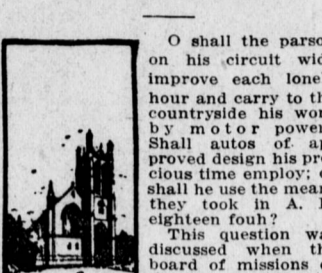 O shall the parso
on his circuit wid
improve each lone
hour and carry to th
countryside his wor
by motor power
Shall autos of ap
proved design his pre
cious time employ; o
shall he use the mean
they took in A. D
eighteen fouh?
This question wa
discussed when th
board of missions o